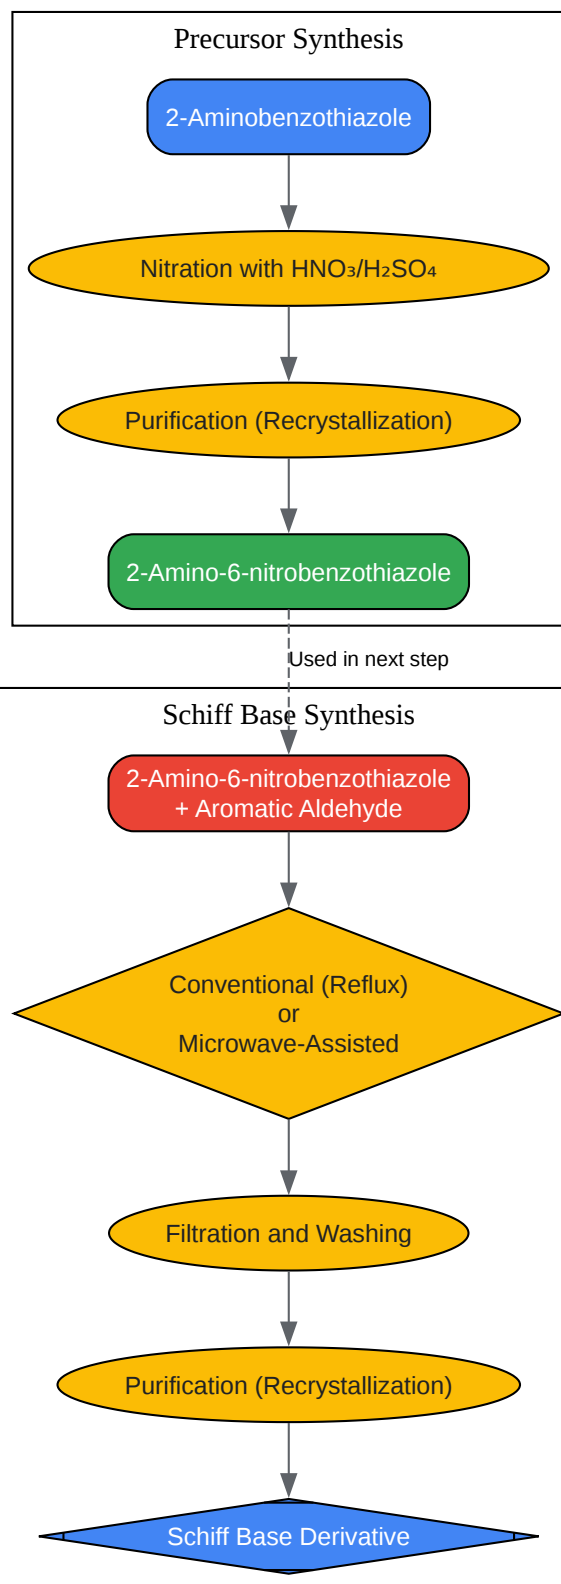 Precursor Synthesis
2-Aminobenzothiazole
Nitration with HNO₃/H₂SO₄
Purification (Recrystallization)
2-Amino-6-nitrobenzothiazole
Used in next step
Schiff Base Synthesis
2-Amino-6-nitrobenzothiazole
+ Aromatic Aldehyde
Conventional (Reflux)
or
Microwave-Assisted
Filtration and Washing
Purification (Recrystallization)
Schiff Base Derivative